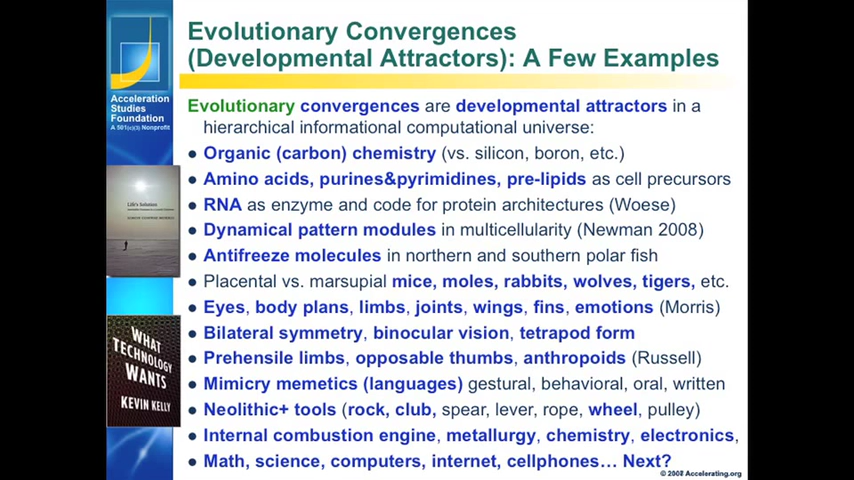 Evolutionary Convergences
(Developmental Attractors): A Few Examples
Acceleration
Studies
Foundation
A 501(c)(3) Nonprofit
Evolutionary convergences are developmental attractors in a
hierarchical informational computational universe:
● Organic (carbon) chemistry (vs. silicon, boron, etc.)
● Amino acids, purines&pyrimidines, pre-lipids as cell precursors
● RNA as enzyme and code for protein architectures (Woese)
● Dynamical pattern modules in multicellularity (Newman 2008)
● Antifreeze molecules in northern and southern polar fish
● Placental vs. marsupial mice, moles, rabbits, wolves, tigers, etc.
● Eyes, body plans, limbs, joints, wings, fins, emotions (Morris)
● Bilateral symmetry, binocular vision, tetrapod form
● Prehensile limbs, opposable thumbs, anthropoids (Russell)
● Mimicry memetics (languages) gestural, behavioral, oral, written
● Neolithic+ tools (rock, club, spear, lever, rope, wheel, pulley)
● Internal combustion engine, metallurgy, chemistry, electronics,
● Math, science, computers, internet, cellphones… Next?
Life's Solution
WHAT
TECHNOLOGY
WANTS
KEVIN KELLY
Accelerating.org